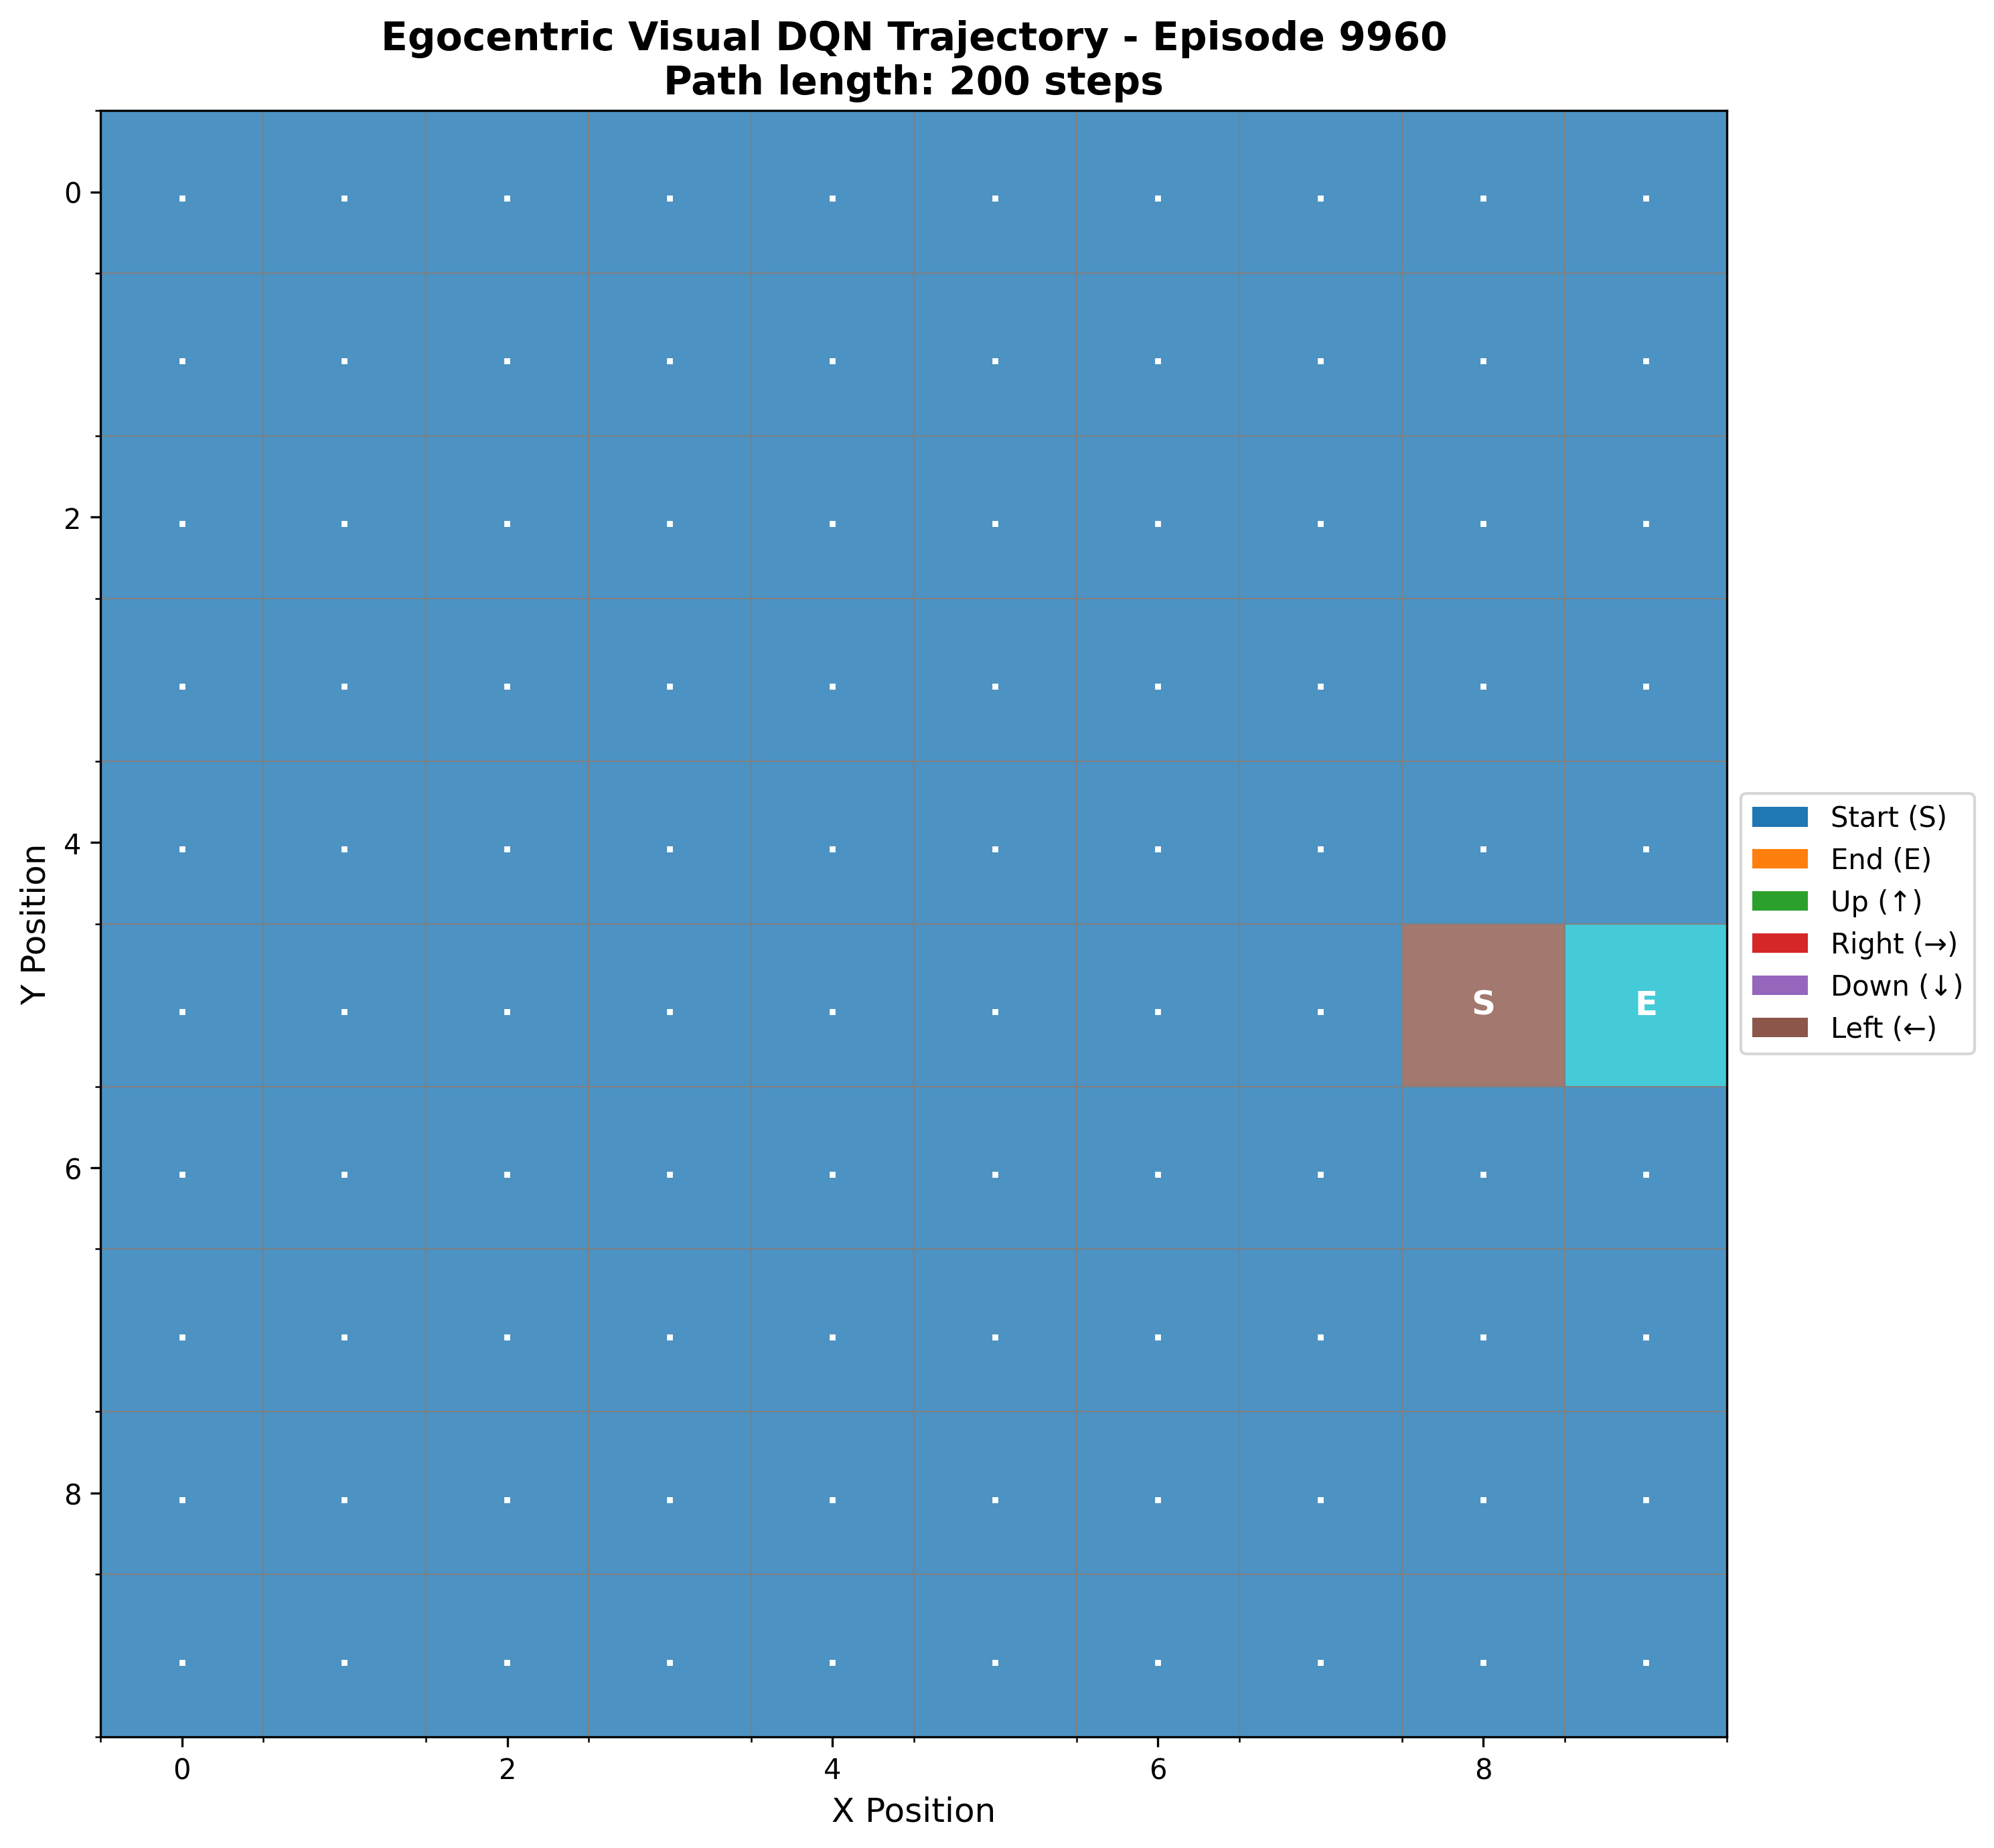 Egocentric Visual DQN Trajectory - Episode 9960
Path length: 200 steps
0
2
4
6
8
Y Position
S
E
Start (S)
End (E)
Up (↑)
Right (→)
Down (↓)
Left (←)
0
2
4
6
8
X Position